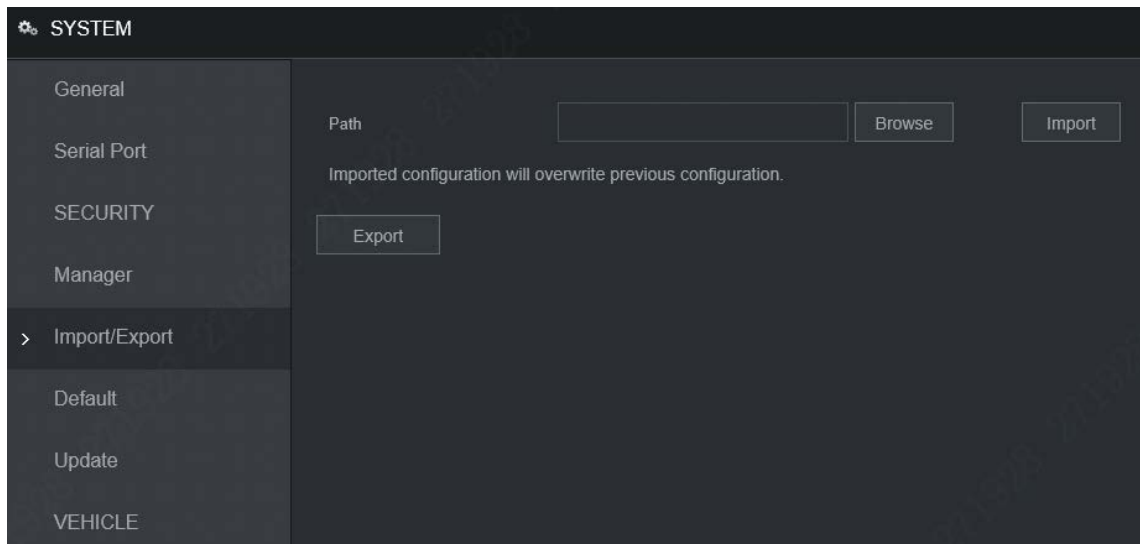 SYSTEM
General
Serial Port
SECURITY
Manager
Import/Export
Default
Update
VEHICLE
Path
Browse
Import
Imported configuration will overwrite previous configuration.
Export